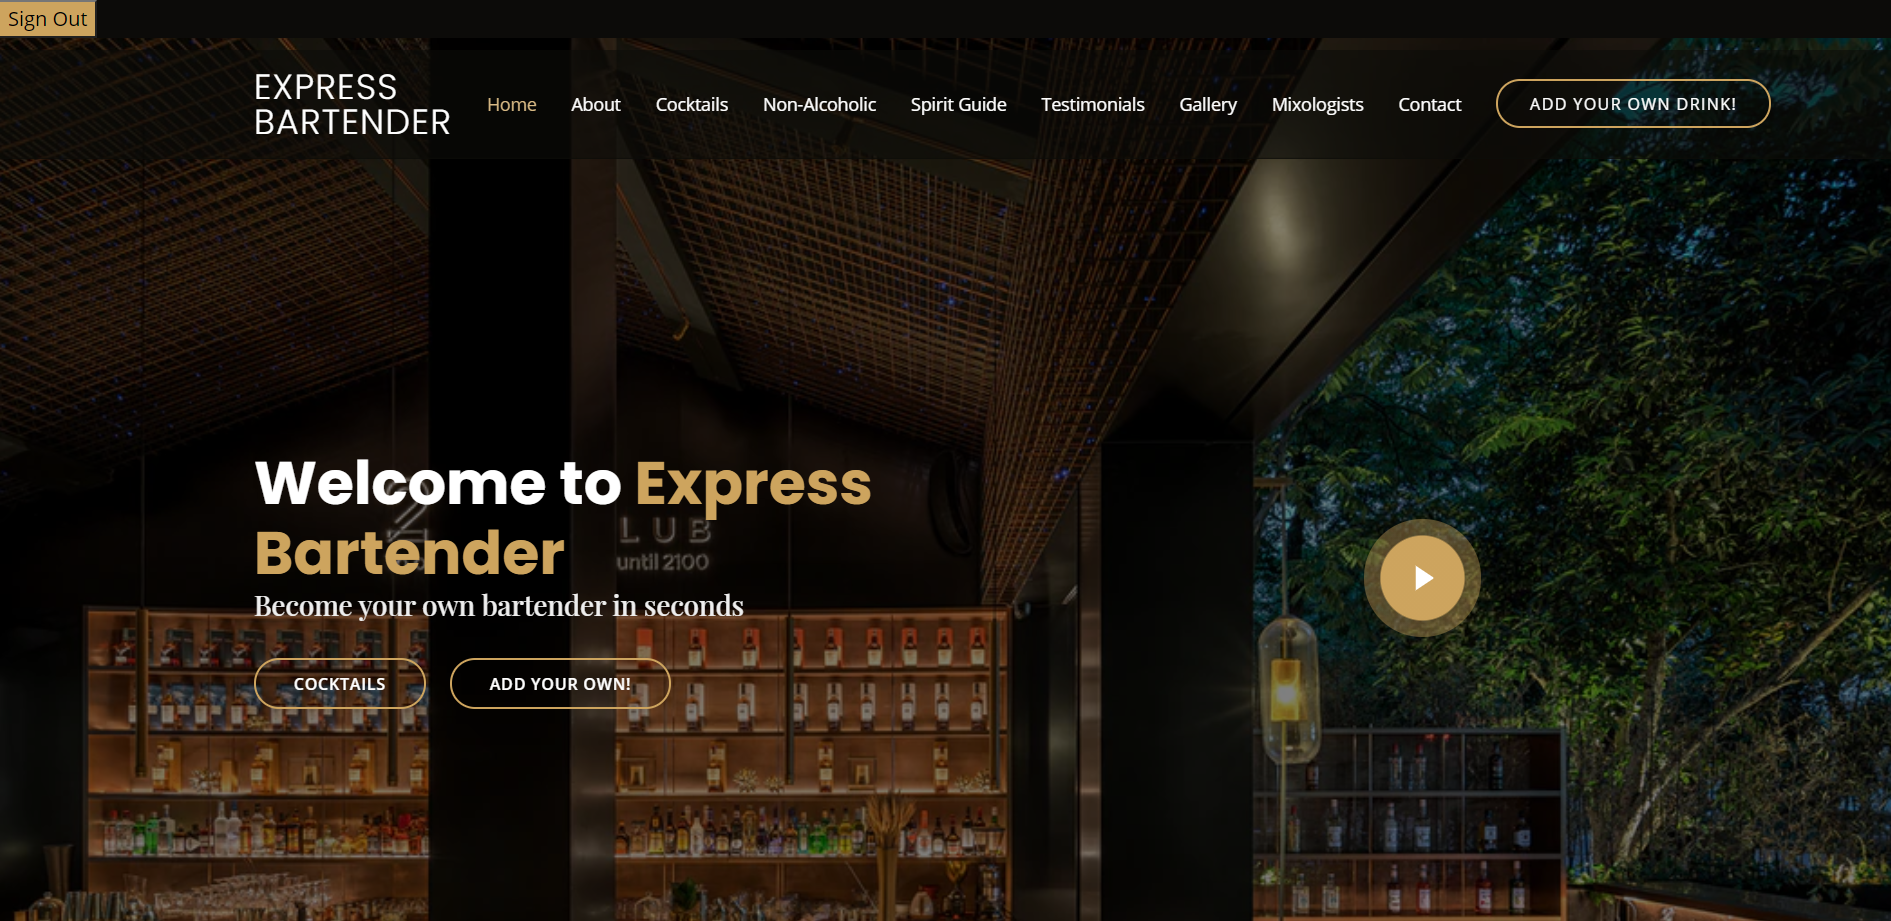 Sign Out
EXPRESS
BARTENDER
Home About Cocktails Non-Alcoholic Spirit Guide Testimonials Gallery Mixologists Contact ADD YOUR OWN DRINK!
Welcome to Express
Bartender
LUB
until 2100
Become your own bartender in seconds
COCKTAILS ADD YOUR OWN!